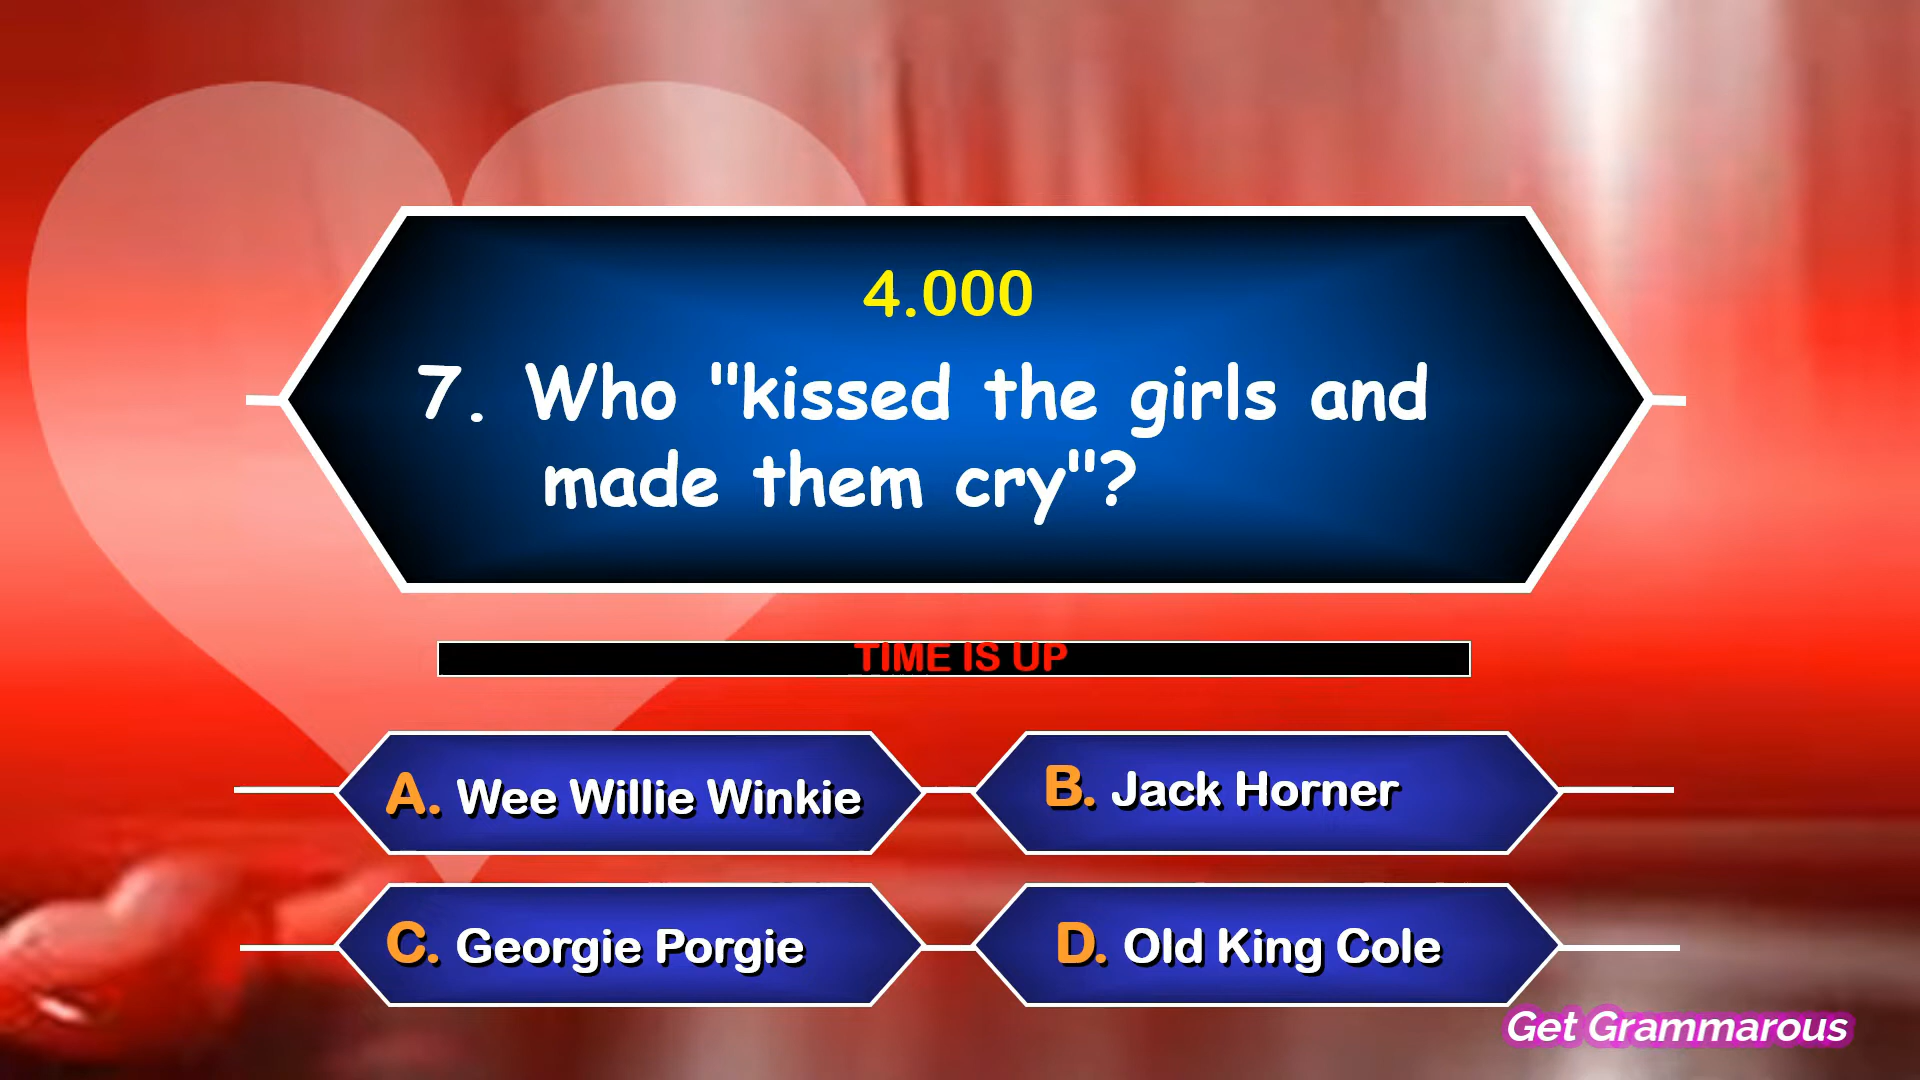 4.000
7. Who "kissed the girls and
made them cry"?
TIME IS UP
A. Wee Willie Winkie
B. Jack Horner
C. Georgie Porgie
D. Old King Cole
Get Grammarous